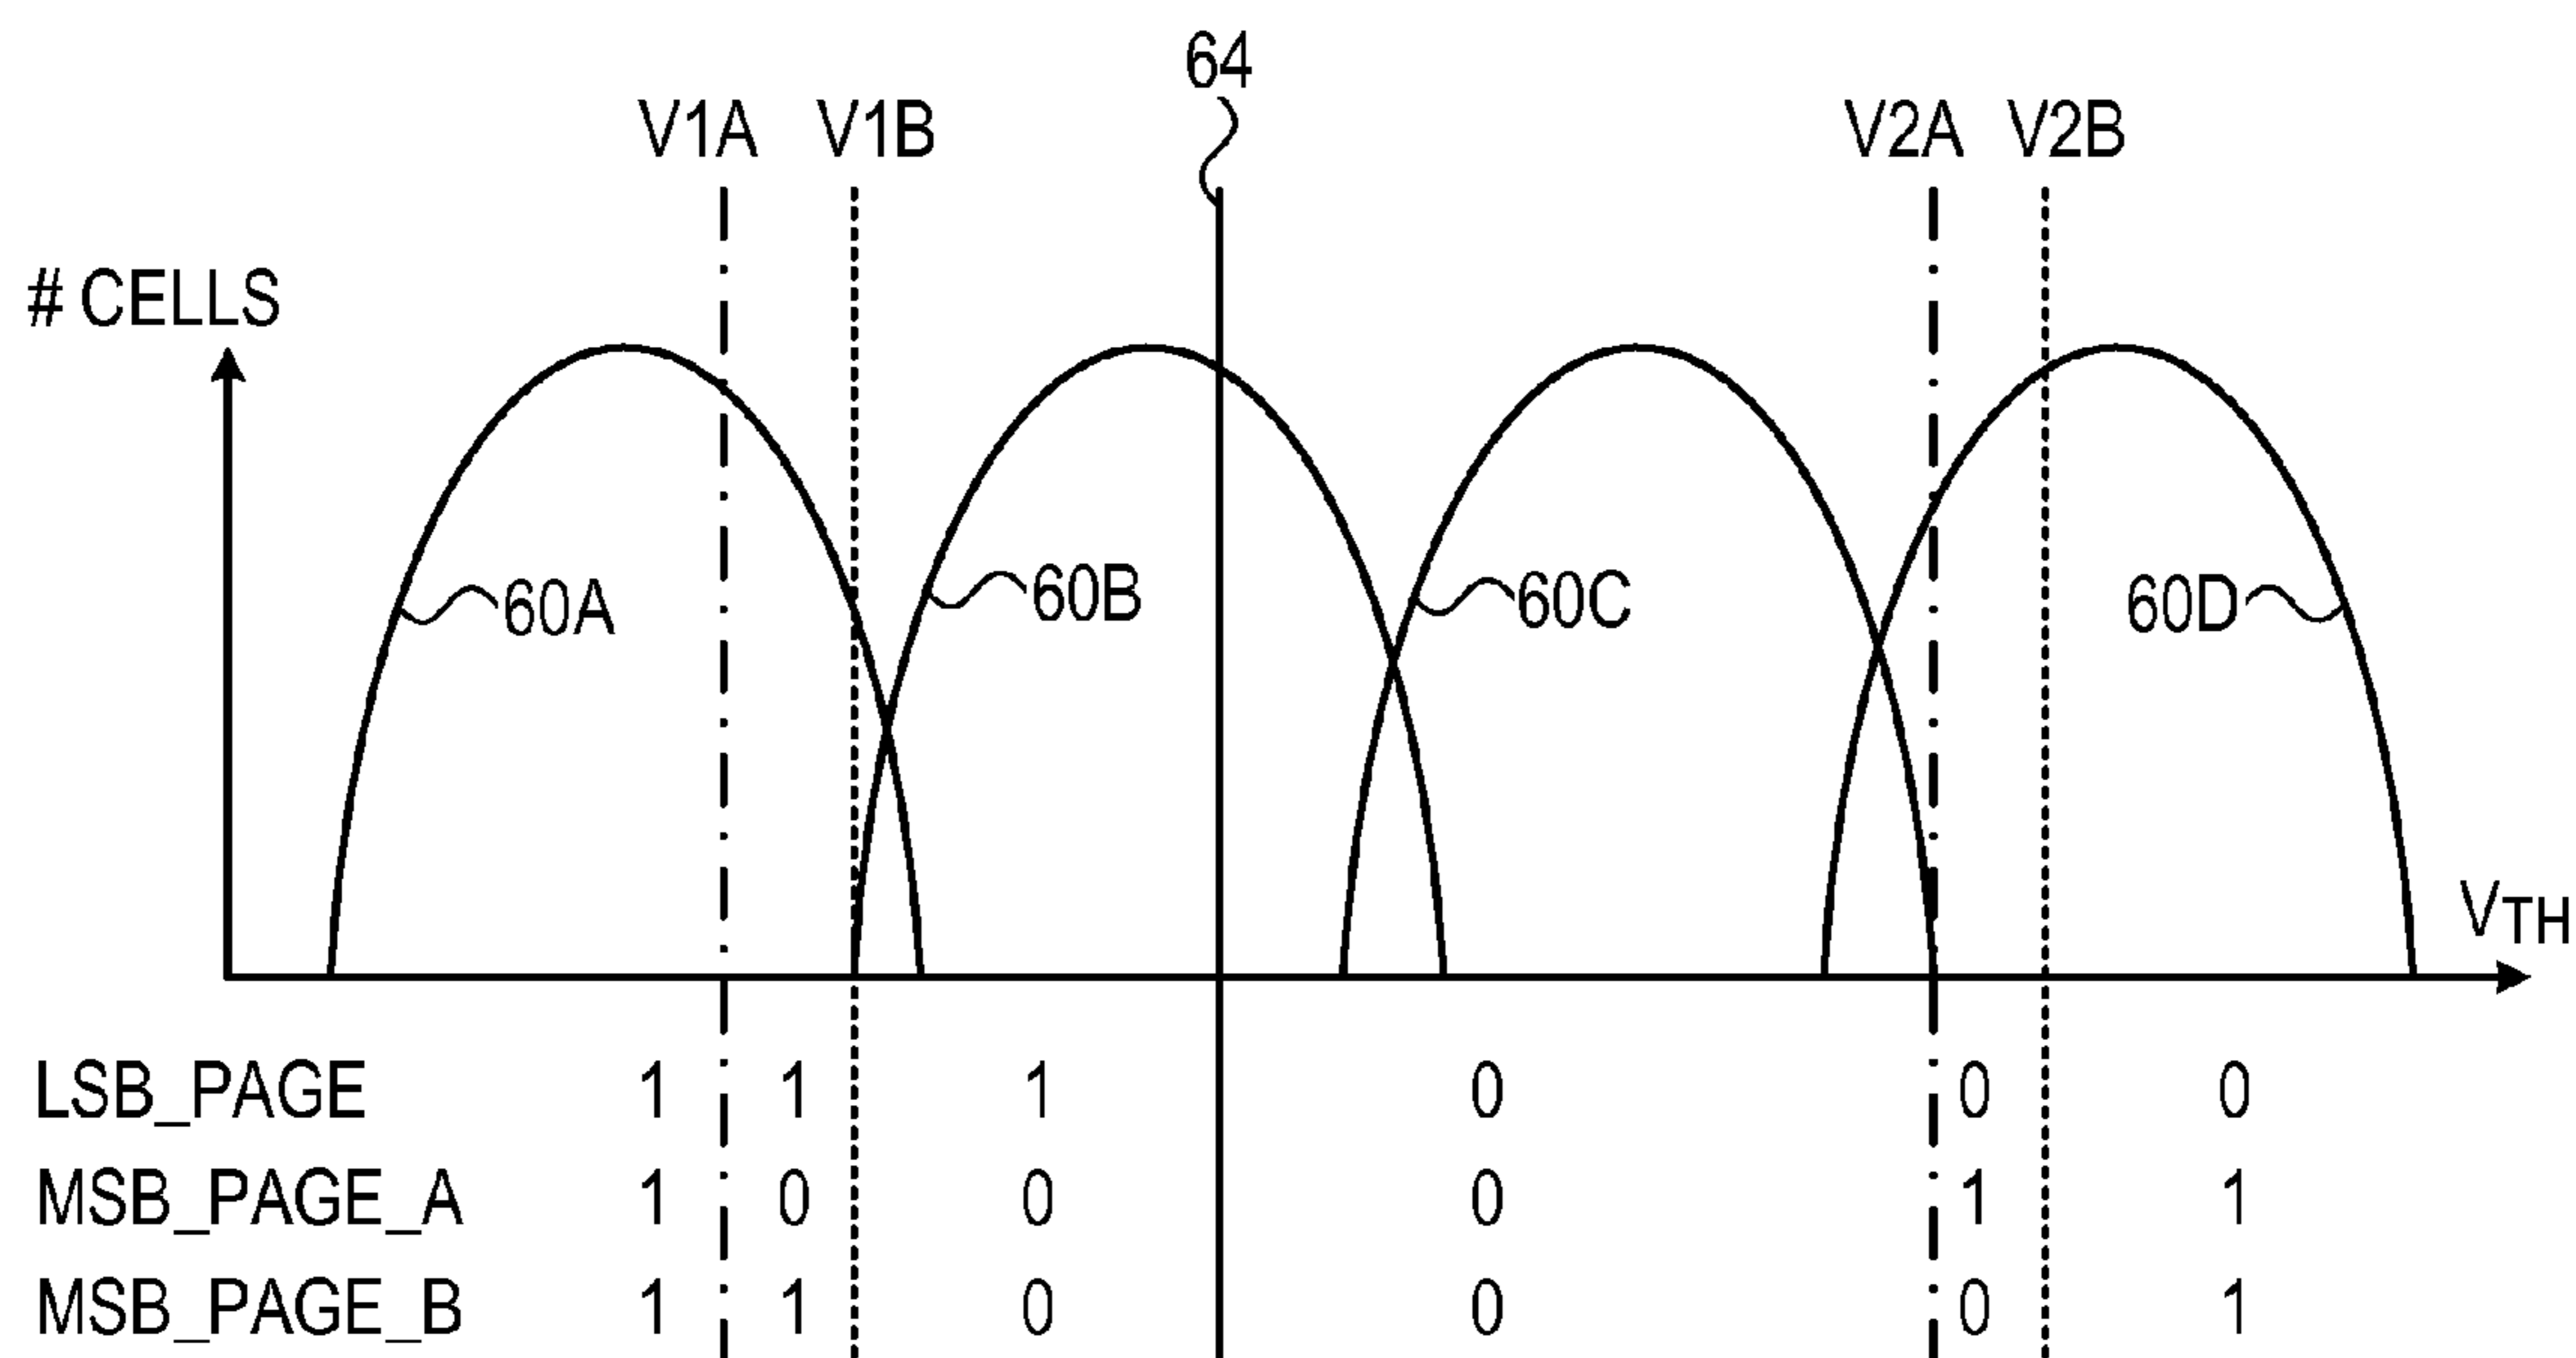 64
V1A V1B V2A V2B
# CELLS
60A 60B 60C 60D
VTH
LSB_PAGE 1 1 1 0 0 0
MSB_PAGE_A 1 0 0 0 1 1
MSB_PAGE_B 1 1 0 0 0 1